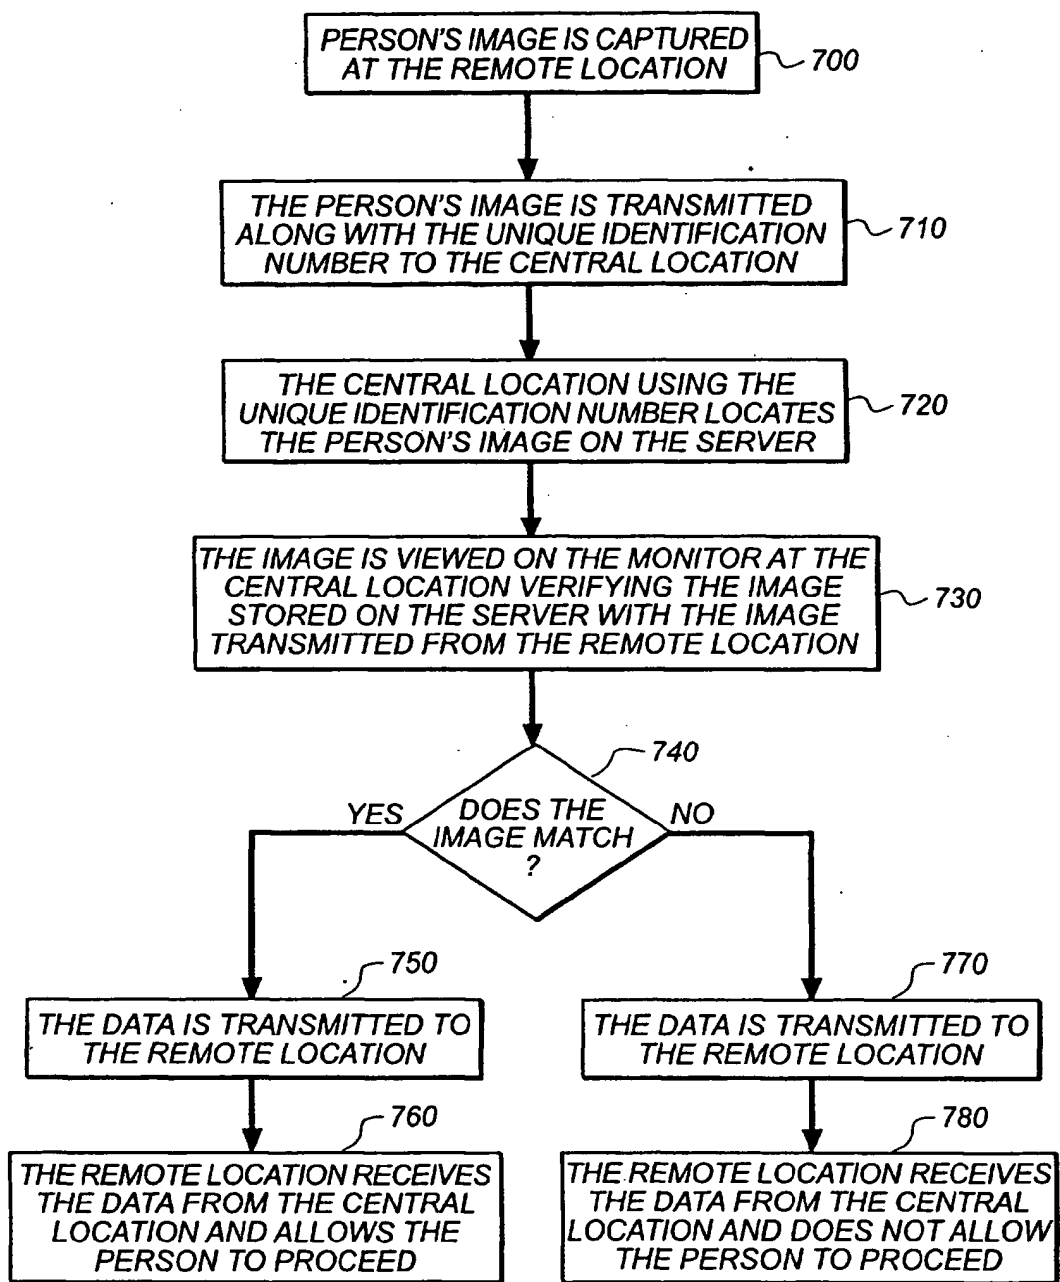 PERSON'S IMAGE IS CAPTURED
AT THE REMOTE LOCATION
700
THE PERSON'S IMAGE IS TRANSMITTED
ALONG WITH THE UNIQUE IDENTIFICATION
NUMBER TO THE CENTRAL LOCATION
710
THE CENTRAL LOCATION USING THE
UNIQUE IDENTIFICATION NUMBER LOCATES
THE PERSON'S IMAGE ON THE SERVER
720
THE IMAGE IS VIEWED ON THE MONITOR AT THE
CENTRAL LOCATION VERIFYING THE IMAGE
STORED ON THE SERVER WITH THE IMAGE
TRANSMITTED FROM THE REMOTE LOCATION
730
740
YES
DOES THE
IMAGE MATCH
?
NO
750
THE DATA IS TRANSMITTED TO
THE REMOTE LOCATION
770
THE DATA IS TRANSMITTED TO
THE REMOTE LOCATION
760
THE REMOTE LOCATION RECEIVES
THE DATA FROM THE CENTRAL
LOCATION AND ALLOWS THE
PERSON TO PROCEED
780
THE REMOTE LOCATION RECEIVES
THE DATA FROM THE CENTRAL
LOCATION AND DOES NOT ALLOW
THE PERSON TO PROCEED